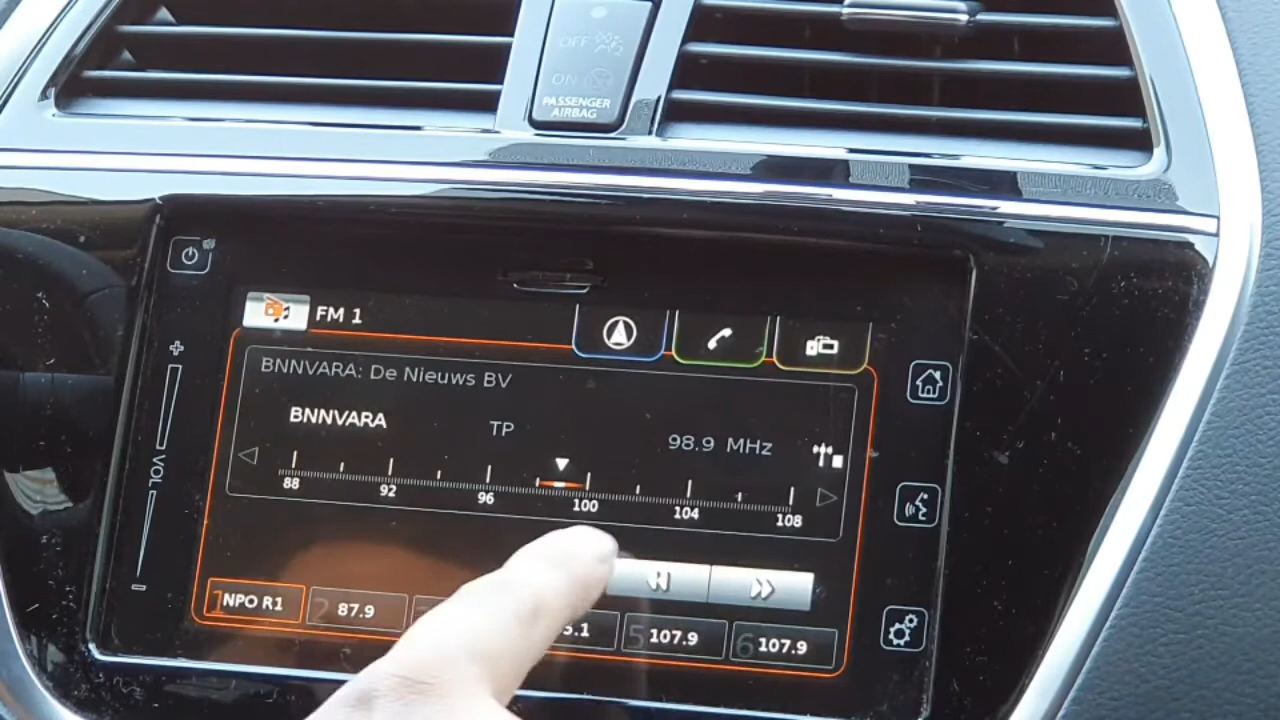 OFF
ON
PASSENGER
AIRBAG
FM 1
BNNVARA: De Nieuws BV
BNNVARA TP 98.9 MHz
88 92 96 100 104 108
VOL
1 NPO R1 2 87.9 5 107.9 6 107.9